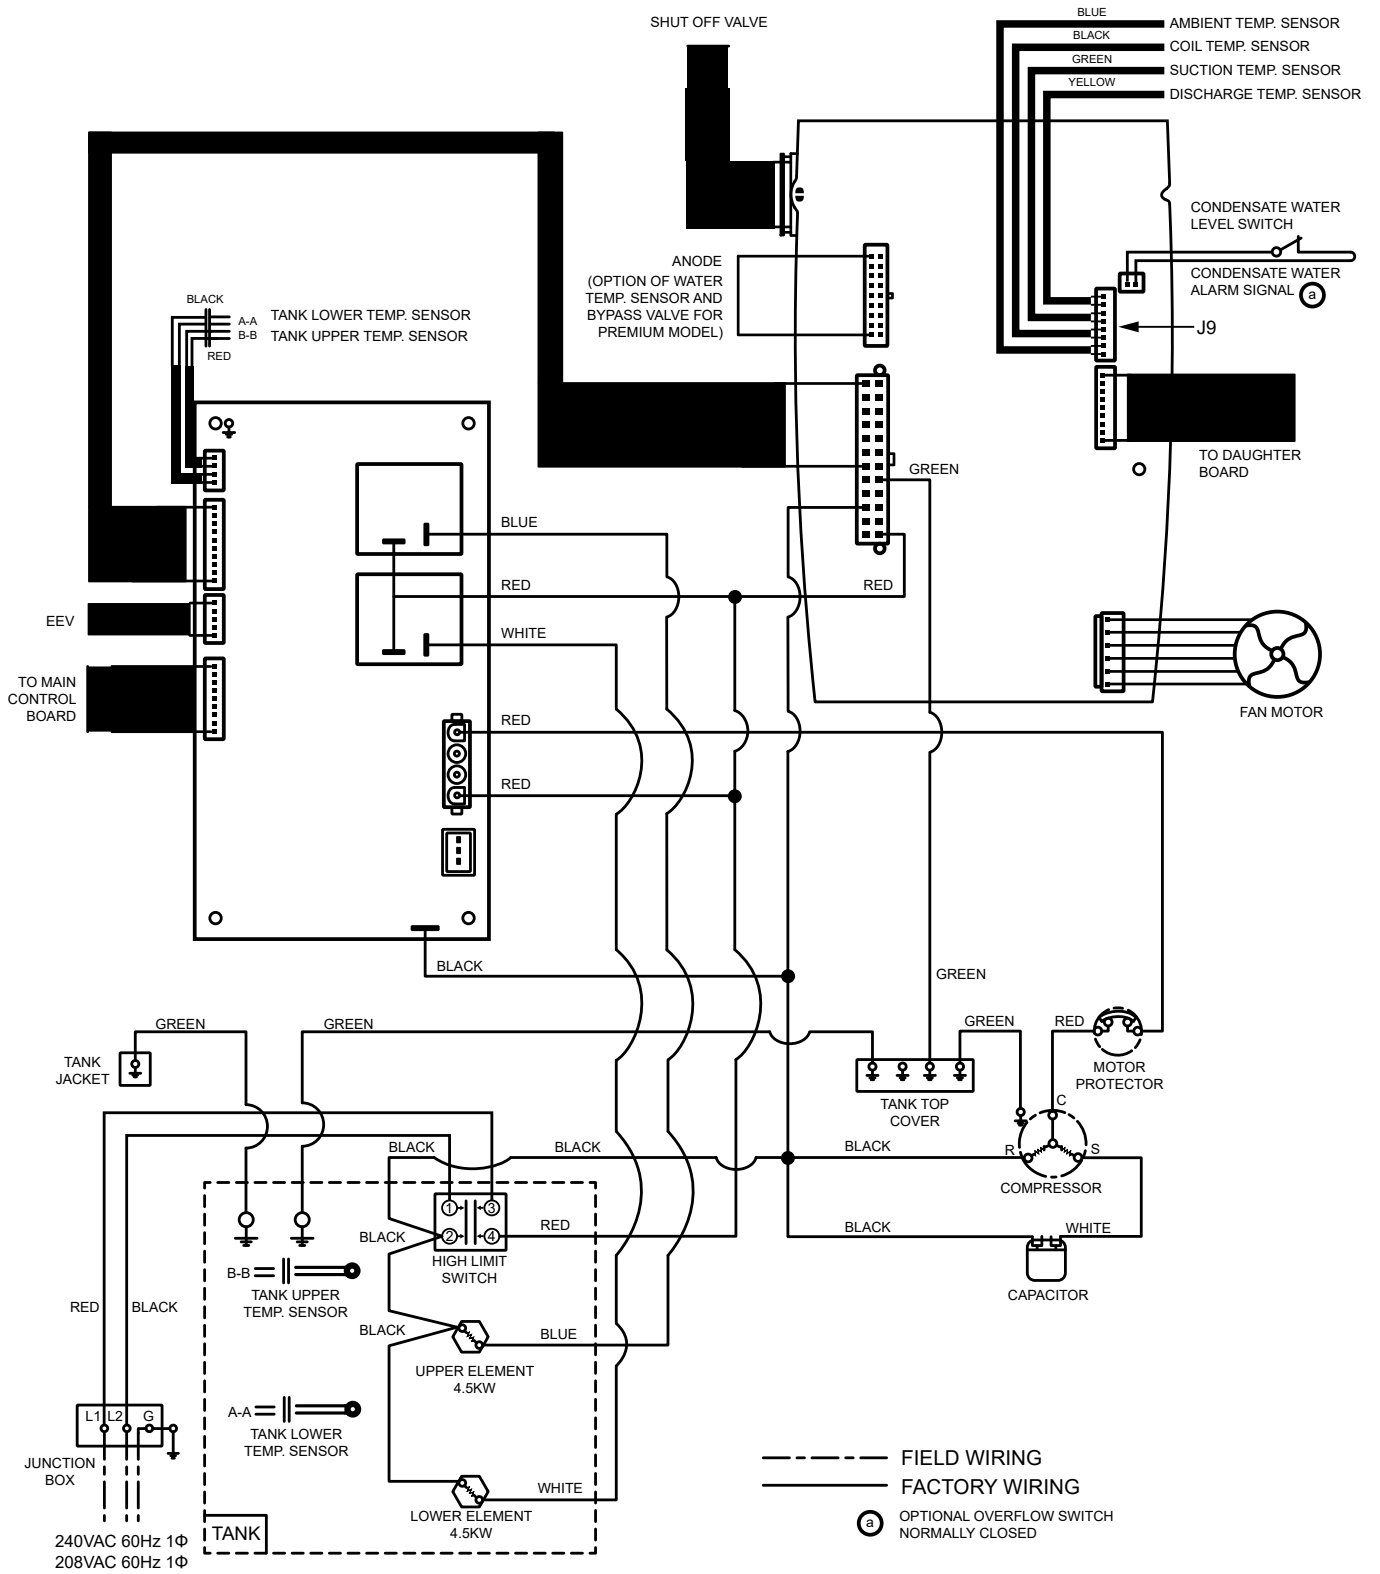 SHUT OFF VALVE
BLUE
AMBIENT TEMP. SENSOR
BLACK
COIL TEMP. SENSOR
GREEN
SUCTION TEMP. SENSOR
YELLOW
DISCHARGE TEMP. SENSOR
CONDENSATE WATER
LEVEL SWITCH
CONDENSATE WATER
ALARM SIGNAL a
J9
ANODE
(OPTION OF WATER
TEMP. SENSOR AND
BYPASS VALVE FOR
PREMIUM MODEL)
BLACK
A-A
TANK LOWER TEMP. SENSOR
B-B
TANK UPPER TEMP. SENSOR
RED
TO DAUGHTER
BOARD
GREEN
BLUE
RED
RED
WHITE
EEV
TO MAIN
CONTROL
BOARD
FAN MOTOR
RED
RED
BLACK
GREEN
GREEN
GREEN
GREEN
RED
TANK
JACKET
MOTOR
PROTECTOR
TANK TOP
COVER
C
R
S
COMPRESSOR
BLACK
BLACK
BLACK
1
3
2
4
BLACK
RED
BLACK
WHITE
HIGH LIMIT
SWITCH
CAPACITOR
B-B
TANK UPPER
TEMP. SENSOR
RED
BLACK
BLACK
BLUE
UPPER ELEMENT
4.5KW
L1
L2
G
A-A
TANK LOWER
TEMP. SENSOR
JUNCTION
BOX
WHITE
LOWER ELEMENT
4.5KW
TANK
240VAC 60Hz 1Φ
208VAC 60Hz 1Φ
FIELD WIRING
FACTORY WIRING
a OPTIONAL OVERFLOW SWITCH
NORMALLY CLOSED